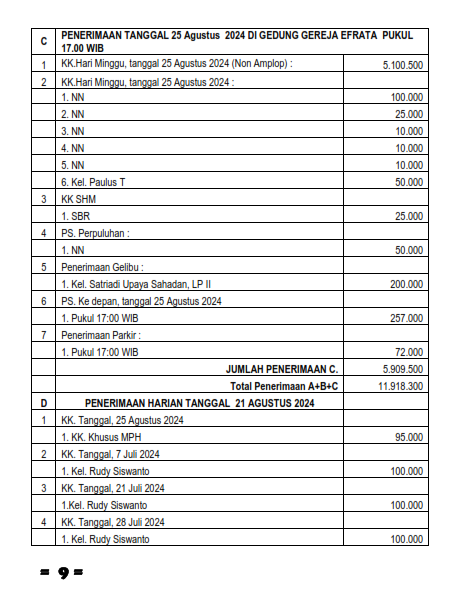 C PENERIMAAN TANGGAL 25 Agustus 2024 DI GEDUNG GEREJA EFRATA PUKUL
17.00 WIB
1 KK.Hari Minggu, tanggal 25 Agustus 2024 (Non Amplop) : 5.100.500
2 KK.Hari Minggu, tanggal 25 Agustus 2024 :
1. NN 100.000
2. NN 25.000
3. NN 10.000
4. NN 10.000
5. NN 10.000
6. Kel. Paulus T 50.000
3 KK SHM
1. SBR 25.000
4 PS. Perpuluhan :
1. NN 50.000
5 Penerimaan Gelibu :
1. Kel. Satriadi Upaya Sahadan, LP II 200.000
6 PS. Ke depan, tanggal 25 Agustus 2024
1. Pukul 17:00 WIB 257.000
7 Penerimaan Parkir :
1. Pukul 17:00 WIB 72.000
JUMLAH PENERIMAAN C. 5.909.500
Total Penerimaan A+B+C 11.918.300
D PENERIMAAN HARIAN TANGGAL 21 AGUSTUS 2024
1 KK. Tanggal, 25 Agustus 2024
1. KK. Khusus MPH 95.000
2 KK. Tanggal, 7 Juli 2024
1. Kel. Rudy Siswanto 100.000
3 KK. Tanggal, 21 Juli 2024
1.Kel. Rudy Siswanto 100.000
4 KK. Tanggal, 28 Juli 2024
1. Kel. Rudy Siswanto 100.000
= 9 =